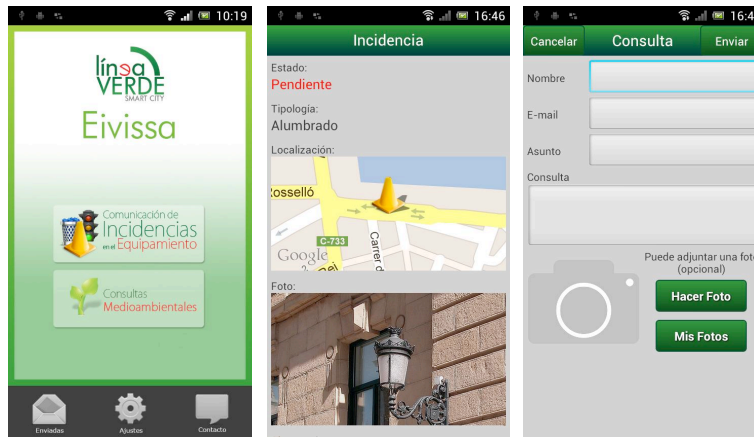 10:19
línea
VERDE
SMART CITY
Eivissa
Comunicación de
Incidencias
en el Equipamiento
Consultas
Medioambientales
Enviadas
Ajustes
Contacto
16:46
Incidencia
Estado:
Pendiente
Tipología:
Alumbrado
Localización:
Rosselló
C-733
Google
Carrer d
Foto:
16:4
Cancelar
Consulta
Enviar
Nombre
E-mail
Asunto
Consulta
Puede adjuntar una foto
(opcional)
Hacer Foto
Mis Fotos